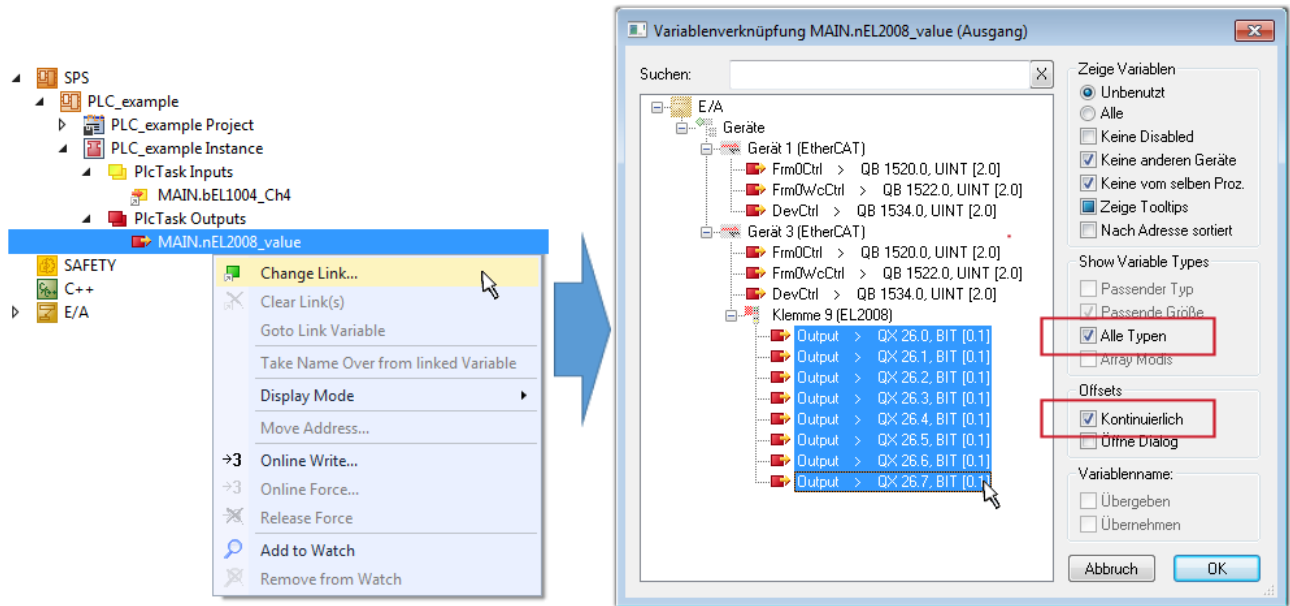 SPS
PLC_example
PLC_example Project
PLC_example Instance
PlcTask Inputs
MAIN.bEL1004_Ch4
PlcTask Outputs
MAIN.nEL2008_value
SAFETY
C++
E/A
Change Link...
Clear Link(s)
Goto Link Variable
Take Name Over from linked Variable
Display Mode
Move Address...
Online Write...
Online Force...
Release Force
Add to Watch
Remove from Watch
Variablenverknüpfung MAIN.nEL2008_value (Ausgang)
Suchen:
X
E/A
Geräte
Gerät 1 (EtherCAT)
Frm0Ctrl > QB 1520.0, UINT [2.0]
Frm0WcCtrl > QB 1522.0, UINT [2.0]
DevCtrl > QB 1534.0, UINT [2.0]
Gerät 3 (EtherCAT)
Frm0Ctrl > QB 1520.0, UINT [2.0]
Frm0WcCtrl > QB 1522.0, UINT [2.0]
DevCtrl > QB 1534.0, UINT [2.0]
Klemme 9 (EL2008)
Output > QX 26.0, BIT [0.1]
Output > QX 26.1, BIT [0.1]
Output > QX 26.2, BIT [0.1]
Output > QX 26.3, BIT [0.1]
Output > QX 26.4, BIT [0.1]
Output > QX 26.5, BIT [0.1]
Output > QX 26.6, BIT [0.1]
Output > QX 26.7, BIT [0.1]
Zeige Variablen
Unbenutzt
Alle
Keine Disabled
Keine anderen Geräte
Keine vom selben Proz.
Zeige Tooltips
Nach Adresse sortiert
Show Variable Types
Passender Typ
Passende Größe
Alle Typen
Array Modis
Offsets
Kontinuierlich
Öffne Dialog
Variablenname:
Übergeben
Übernehmen
Abbruch
OK